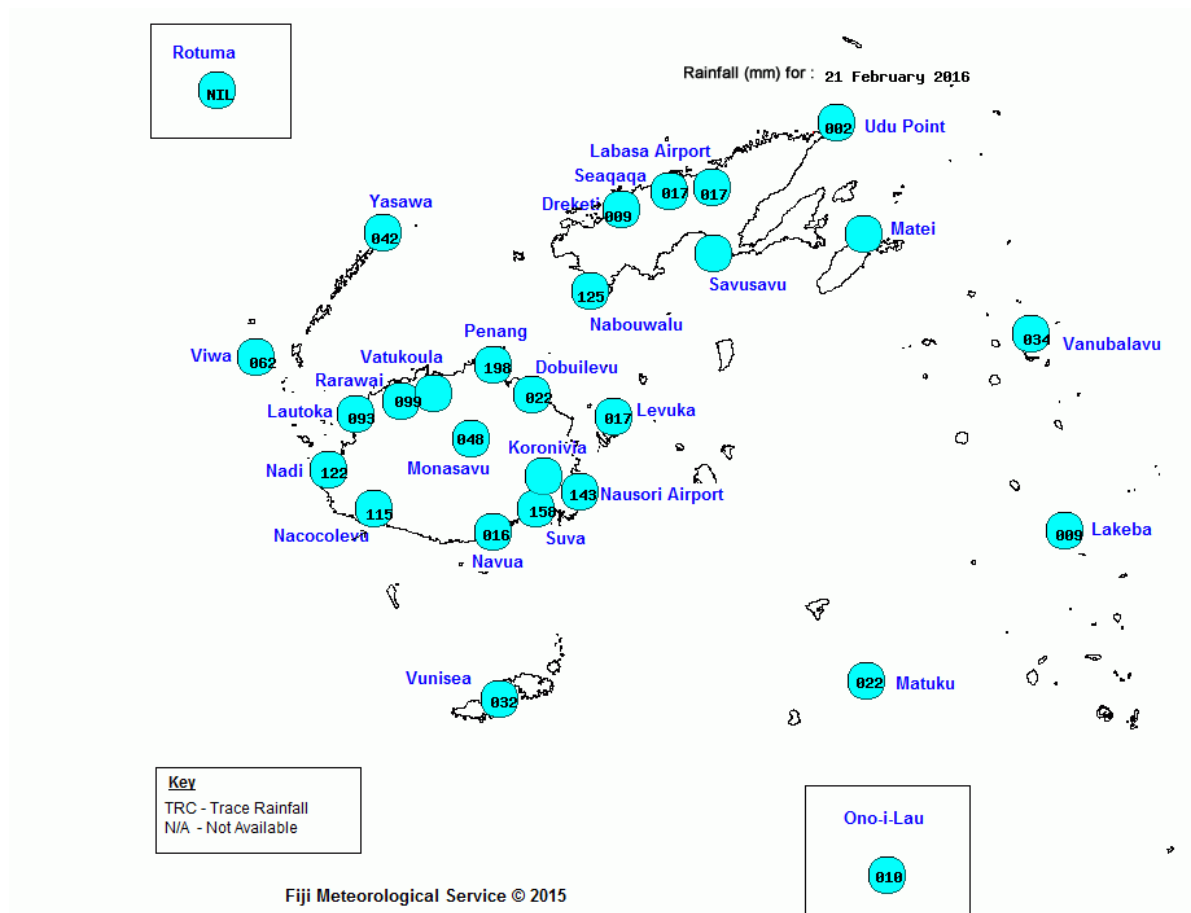 Rotuma
NIL
Rainfall (mm) for : 21 February 2016
002
Udu Point
Labasa Airport
Seaqaqa
017
017
Dreketi
009
Yasawa
042
Matei
Savusavu
125
Nabouwalu
034
Vanubalavu
Viwa
062
Penang
198
Vatukoula
Dobuilevu
022
Rarawai
099
Lautoka
093
017
Levuka
048
Monasavu
Koronivia
Nadi
122
143
Nausori Airport
115
Nacocolevu
158
Suva
016
Navua
009
Lakeba
Vunisea
032
022
Matuku
Key
TRC - Trace Rainfall
N/A - Not Available
Ono-i-Lau
010
Fiji Meteorological Service © 2015